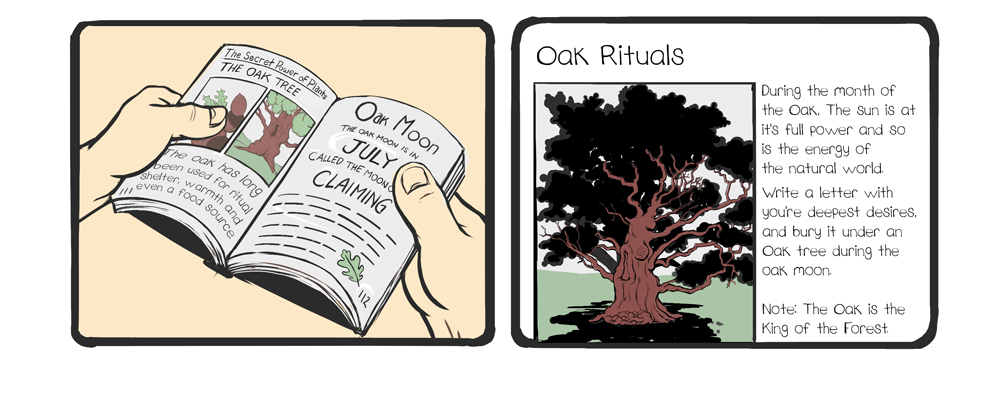 The Secret Power of Plants
THE OAK TREE
The oak has long
been used for ritual
shelter, warmth and
even a food source
111
Oak Moon
THE OAK MOON IS IN
JULY
CALLED THE MOON O
CLAIMING
112
Oak Rituals
During the month of
the Oak, The sun is at
it's full power and so
is the energy of
the natural world.
Write a letter with
you're deepest desires,
and bury it under an
Oak tree during the
oak moon.
Note: The Oak is the
King of the Forest.